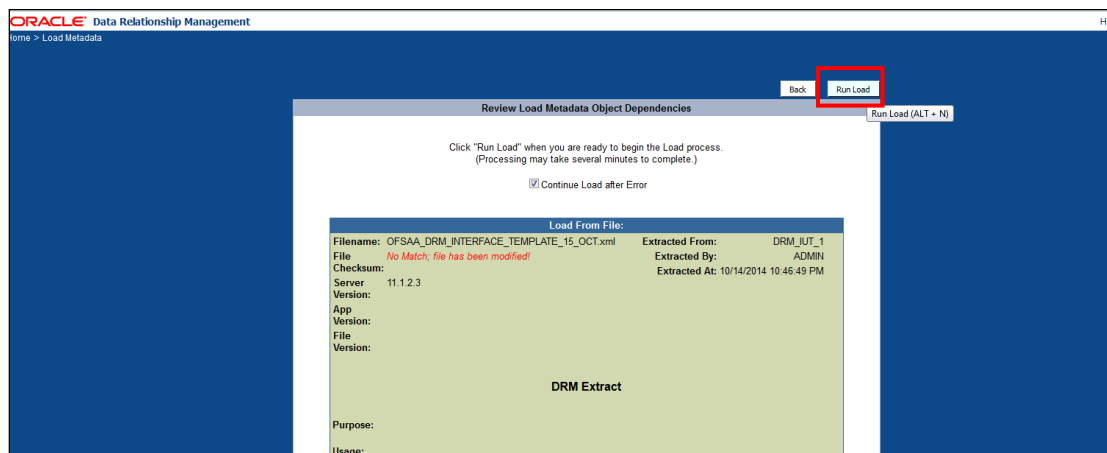 ORACLE® Data Relationship Management
H
Home > Load Metadata
Back Run Load
Review Load Metadata Object Dependencies
Run Load (ALT + N)
Click "Run Load" when you are ready to begin the Load process.
(Processing may take several minutes to complete.)
Continue Load after Error
Load From File:
Filename: OFSAA_DRM_INTERFACE_TEMPLATE_15_OCT.xml Extracted From: DRM_IUT_1
File Checksum: No Match; file has been modified! Extracted By: ADMIN
Extracted At: 10/14/2014 10:46:49 PM
Server Version: 11.1.2.3
App Version:
File Version:
DRM Extract
Purpose:
Usage: